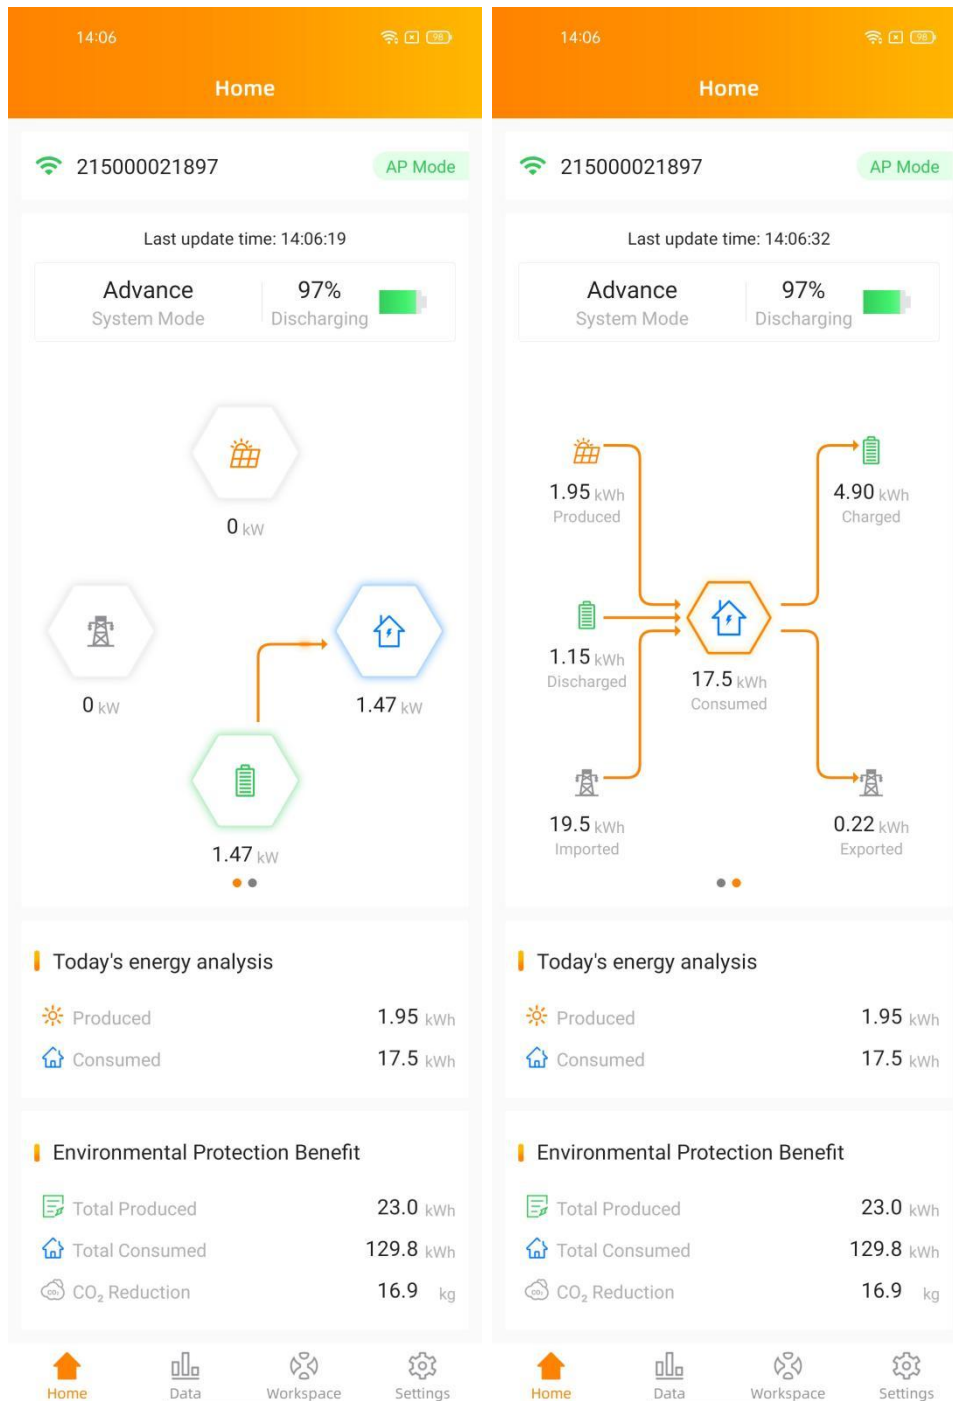 14:06
98
Home
215000021897
AP Mode
Last update time: 14:06:19
Advance
System Mode
97%
Discharging
0 kW
0 kW
1.47 kW
1.47 kW
Today's energy analysis
Produced 1.95 kWh
Consumed 17.5 kWh
Environmental Protection Benefit
Total Produced 23.0 kWh
Total Consumed 129.8 kWh
CO₂ Reduction 16.9 kg
Home
Data
Workspace
Settings
14:06
98
Home
215000021897
AP Mode
Last update time: 14:06:32
Advance
System Mode
97%
Discharging
1.95 kWh
Produced
4.90 kWh
Charged
1.15 kWh
Discharged
17.5 kWh
Consumed
19.5 kWh
Imported
0.22 kWh
Exported
Today's energy analysis
Produced 1.95 kWh
Consumed 17.5 kWh
Environmental Protection Benefit
Total Produced 23.0 kWh
Total Consumed 129.8 kWh
CO₂ Reduction 16.9 kg
Home
Data
Workspace
Settings